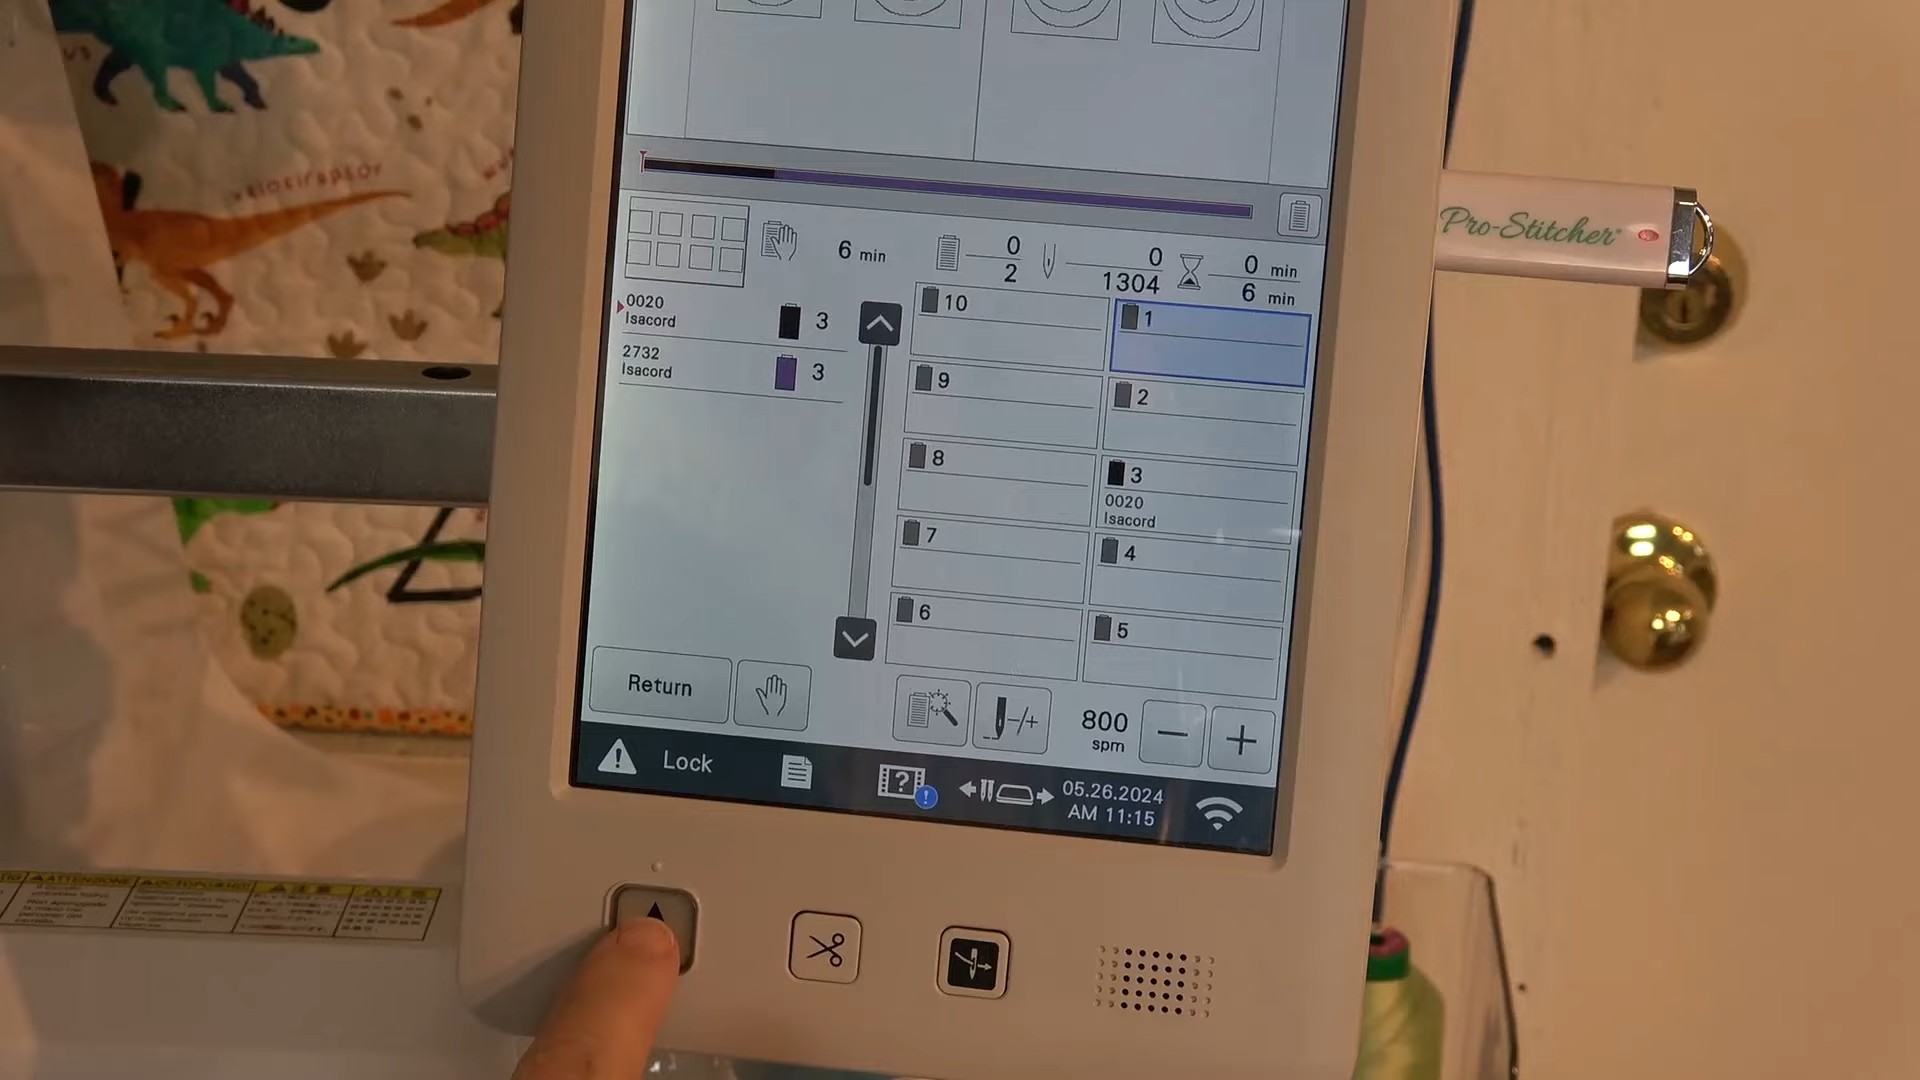 velociraptor
Pro-Stitcher
6 min
0
2
0
1304
0 min
6 min
0020
Isacord
3
2732
Isacord
3
10
1
9
2
8
3
0020
Isacord
7
4
6
5
Return
-/+
800
spm
−
+
Lock
?
!
05.26.2024
AM 11:15
ATTENZIONE